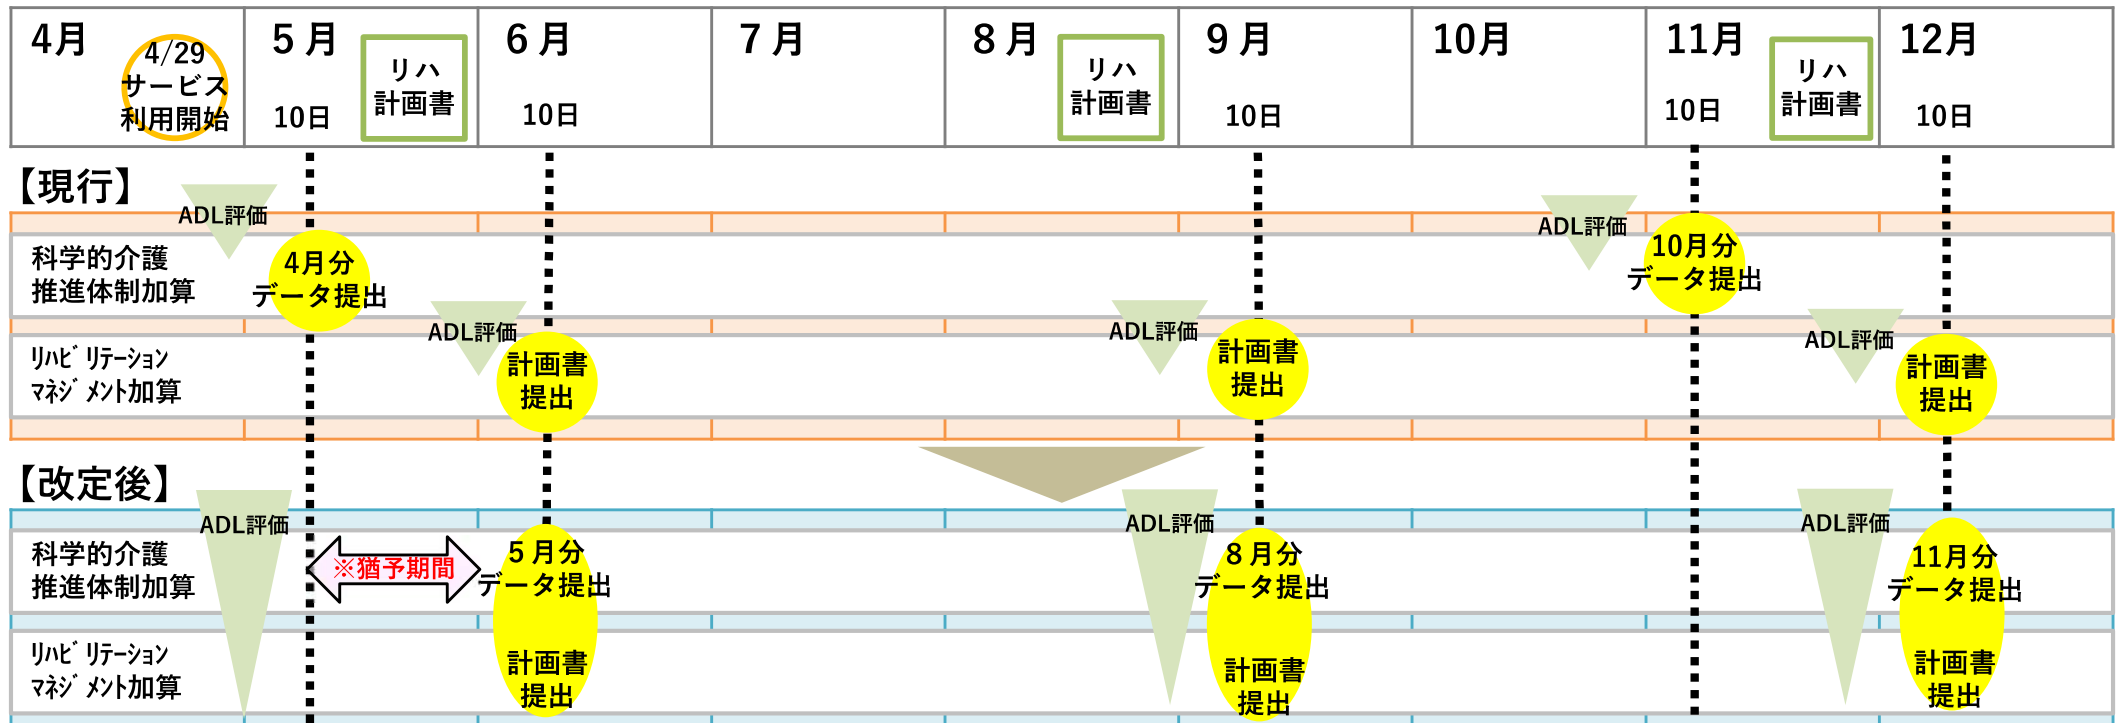 4月
4/29
サービス
利用開始
5月
10日
リハ
計画書
6月
10日
7月
8月
リハ
計画書
9月
10日
10月
11月
10日
リハ
計画書
12月
10日
【現行】
ADL評価
ADL評価
科学的介護
推進体制加算
4月分
データ提出
10月分
データ提出
ADL評価
ADL評価
ADL評価
ﾘﾊﾋﾞﾘﾃｰｼｮﾝ
ﾏﾈｼﾞﾒﾝﾄ加算
計画書
提出
計画書
提出
計画書
提出
【改定後】
ADL評価
ADL評価
ADL評価
科学的介護
推進体制加算
※猶予期間
5月分
データ提出
8月分
データ提出
11月分
データ提出
ﾘﾊﾋﾞﾘﾃｰｼｮﾝ
ﾏﾈｼﾞﾒﾝﾄ加算
計画書
提出
計画書
提出
計画書
提出